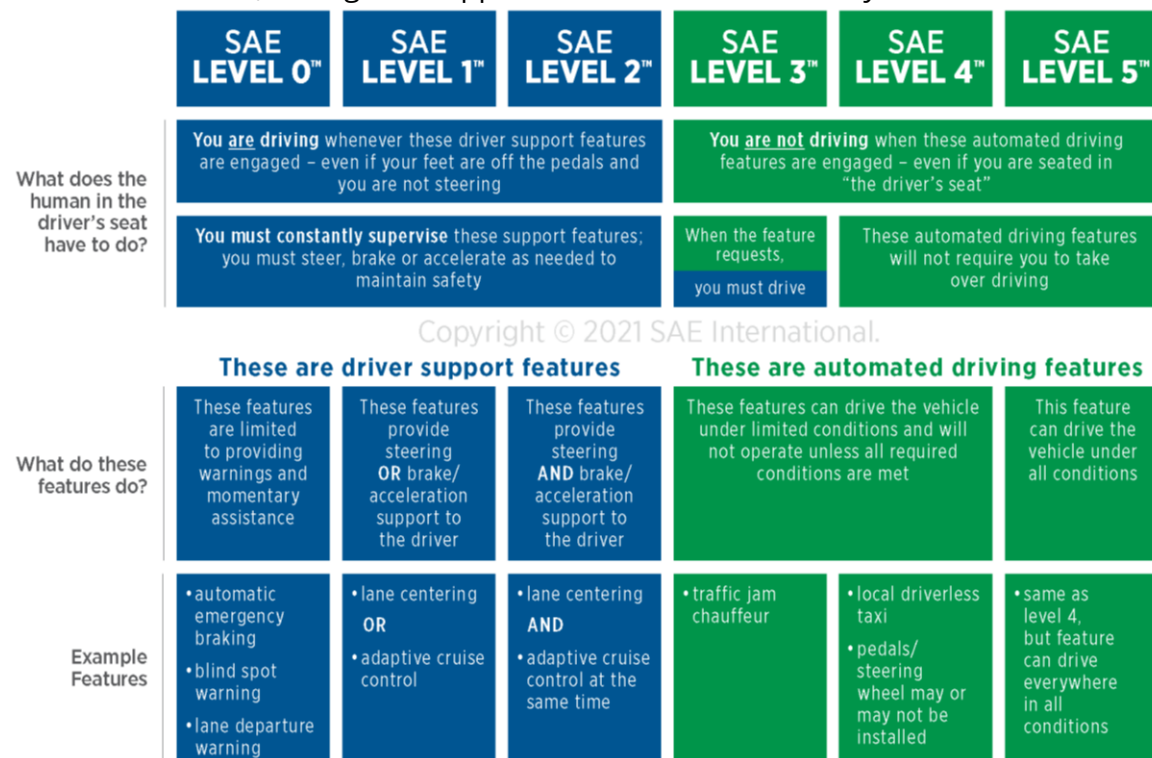 SAE
LEVEL 0™
SAE
LEVEL 1™
SAE
LEVEL 2™
SAE
LEVEL 3™
SAE
LEVEL 4™
SAE
LEVEL 5™
What does the
human in the
driver's seat
have to do?
You are driving whenever these driver support features
are engaged – even if your feet are off the pedals and
you are not steering
You are not driving when these automated driving
features are engaged – even if you are seated in
“the driver's seat”
You must constantly supervise these support features;
you must steer, brake or accelerate as needed to
maintain safety
When the feature
requests,
you must drive
These automated driving features
will not require you to take
over driving
Copyright © 2021 SAE International.
These are driver support features
These are automated driving features
What do these
features do?
These features
are limited
to providing
warnings and
momentary
assistance
These features
provide
steering
OR brake/
acceleration
support to
the driver
These features
provide
steering
AND brake/
acceleration
support to
the driver
These features can drive the vehicle
under limited conditions and will
not operate unless all required
conditions are met
This feature
can drive the
vehicle under
all conditions
Example
Features
• automatic
emergency
braking
• blind spot
warning
• lane departure
warning
• lane centering
OR
• adaptive cruise
control
• lane centering
AND
• adaptive cruise
control at the
same time
• traffic jam
chauffeur
• local driverless
taxi
• pedals/
steering
wheel may or
may not be
installed
• same as
level 4,
but feature
can drive
everywhere
in all
conditions